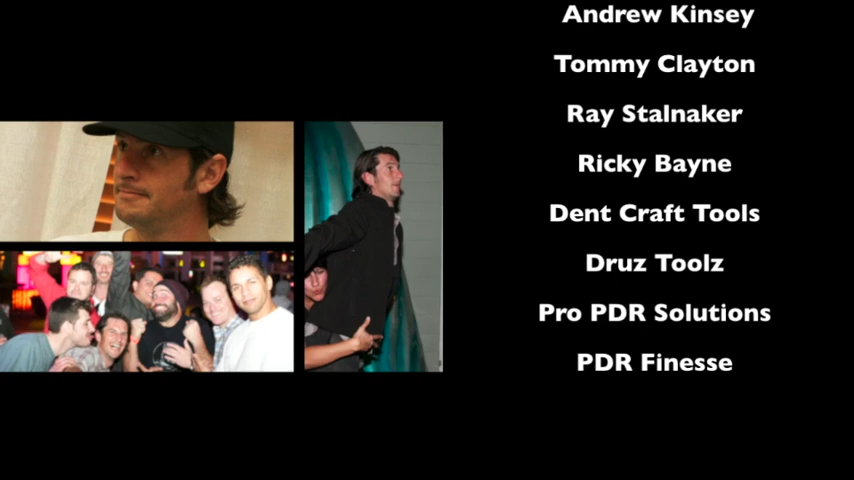 Andrew Kinsey
Tommy Clayton
Ray Stalnaker
Ricky Bayne
Dent Craft Tools
Druz Toolz
Pro PDR Solutions
PDR Finesse